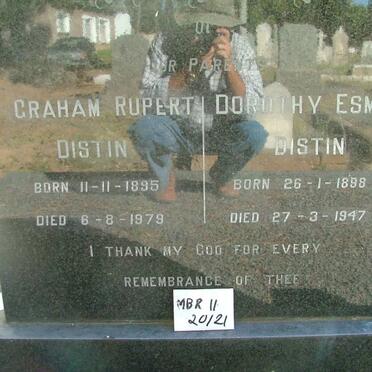 OUR PARENTS
GRAHAM RUPERT DISTIN
BORN 11-11-1895
DIED 6-8-1979
DOROTHY ESM
DISTIN
BORN 26-1-1898
DIED 27-3-1947
I THANK MY GOD FOR EVERY
REMEMBRANCE OF THEE
MBR 11
20/21